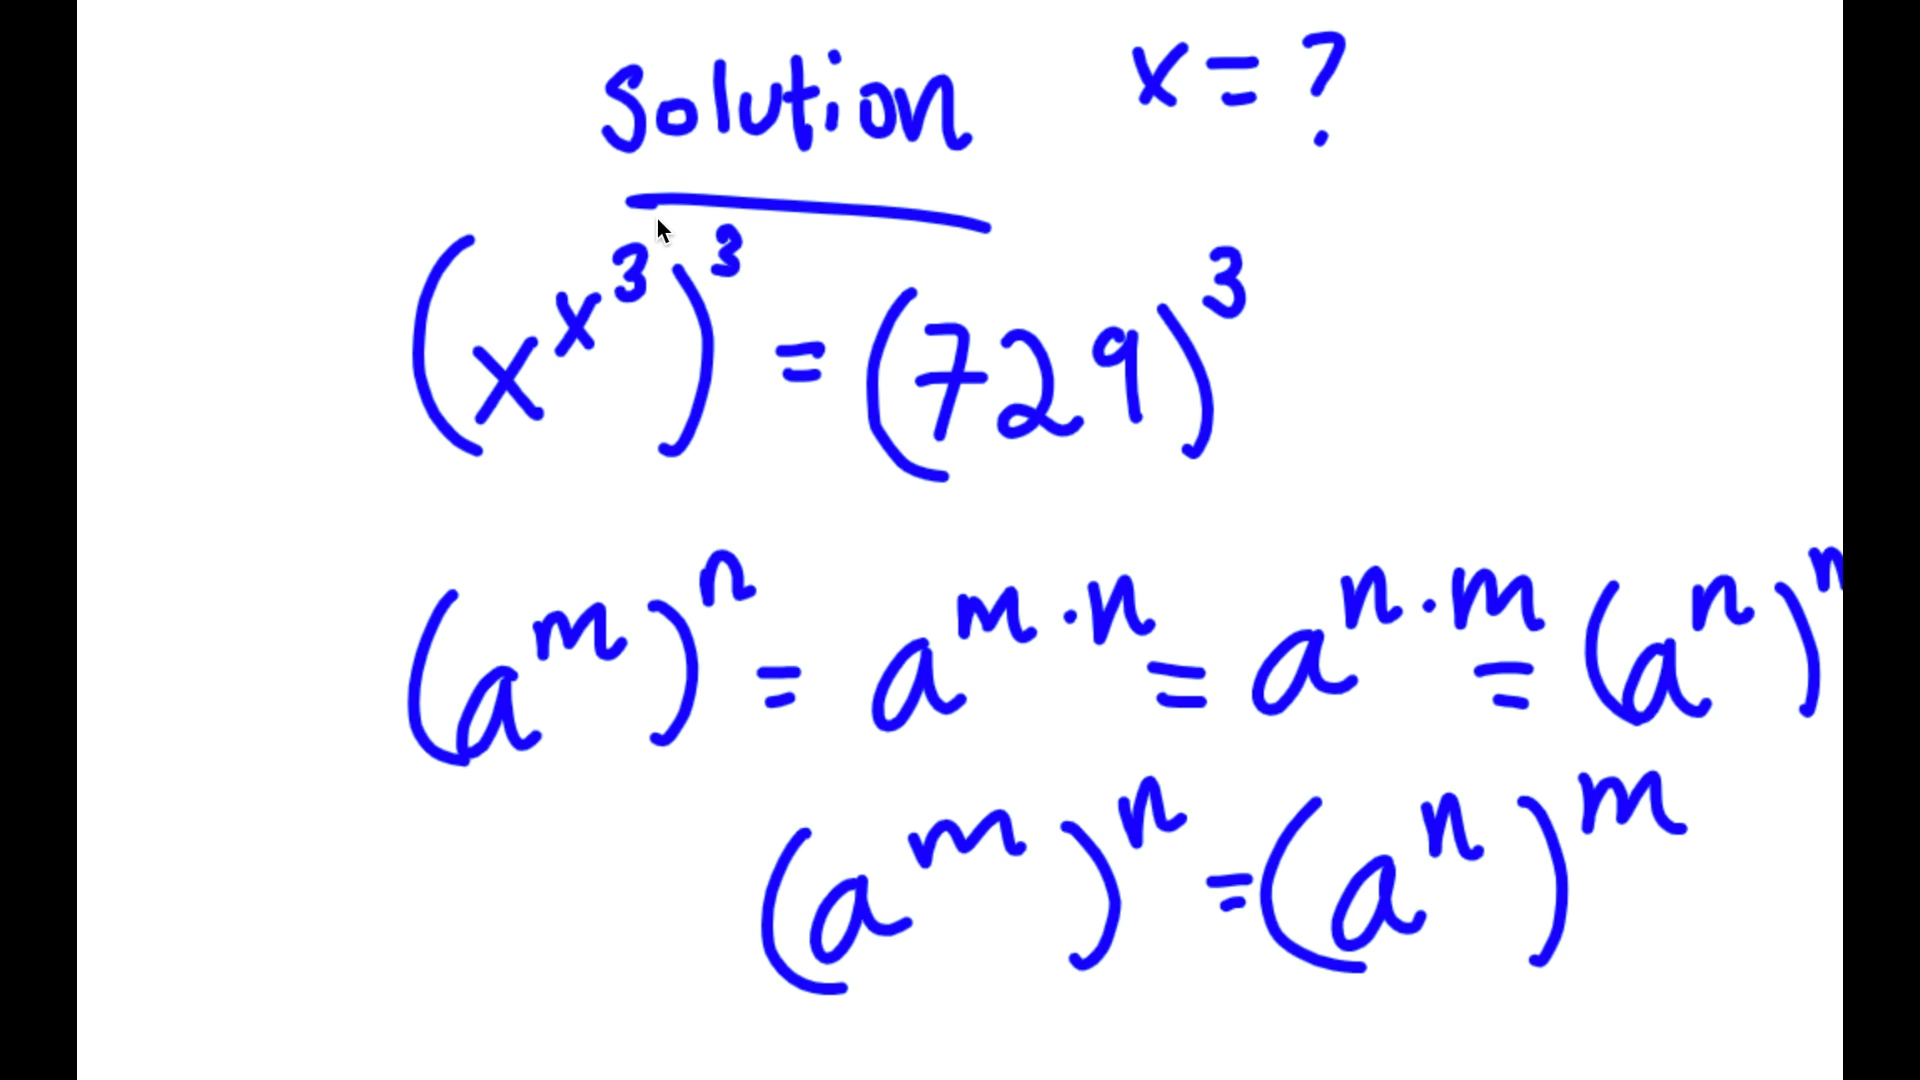 Solution x = ?
(x^x^3)^3 = (729)^3
(a^m)^n = a^m·n = a^n·m = (a^n)
(a^m)^n = (a^n)^m